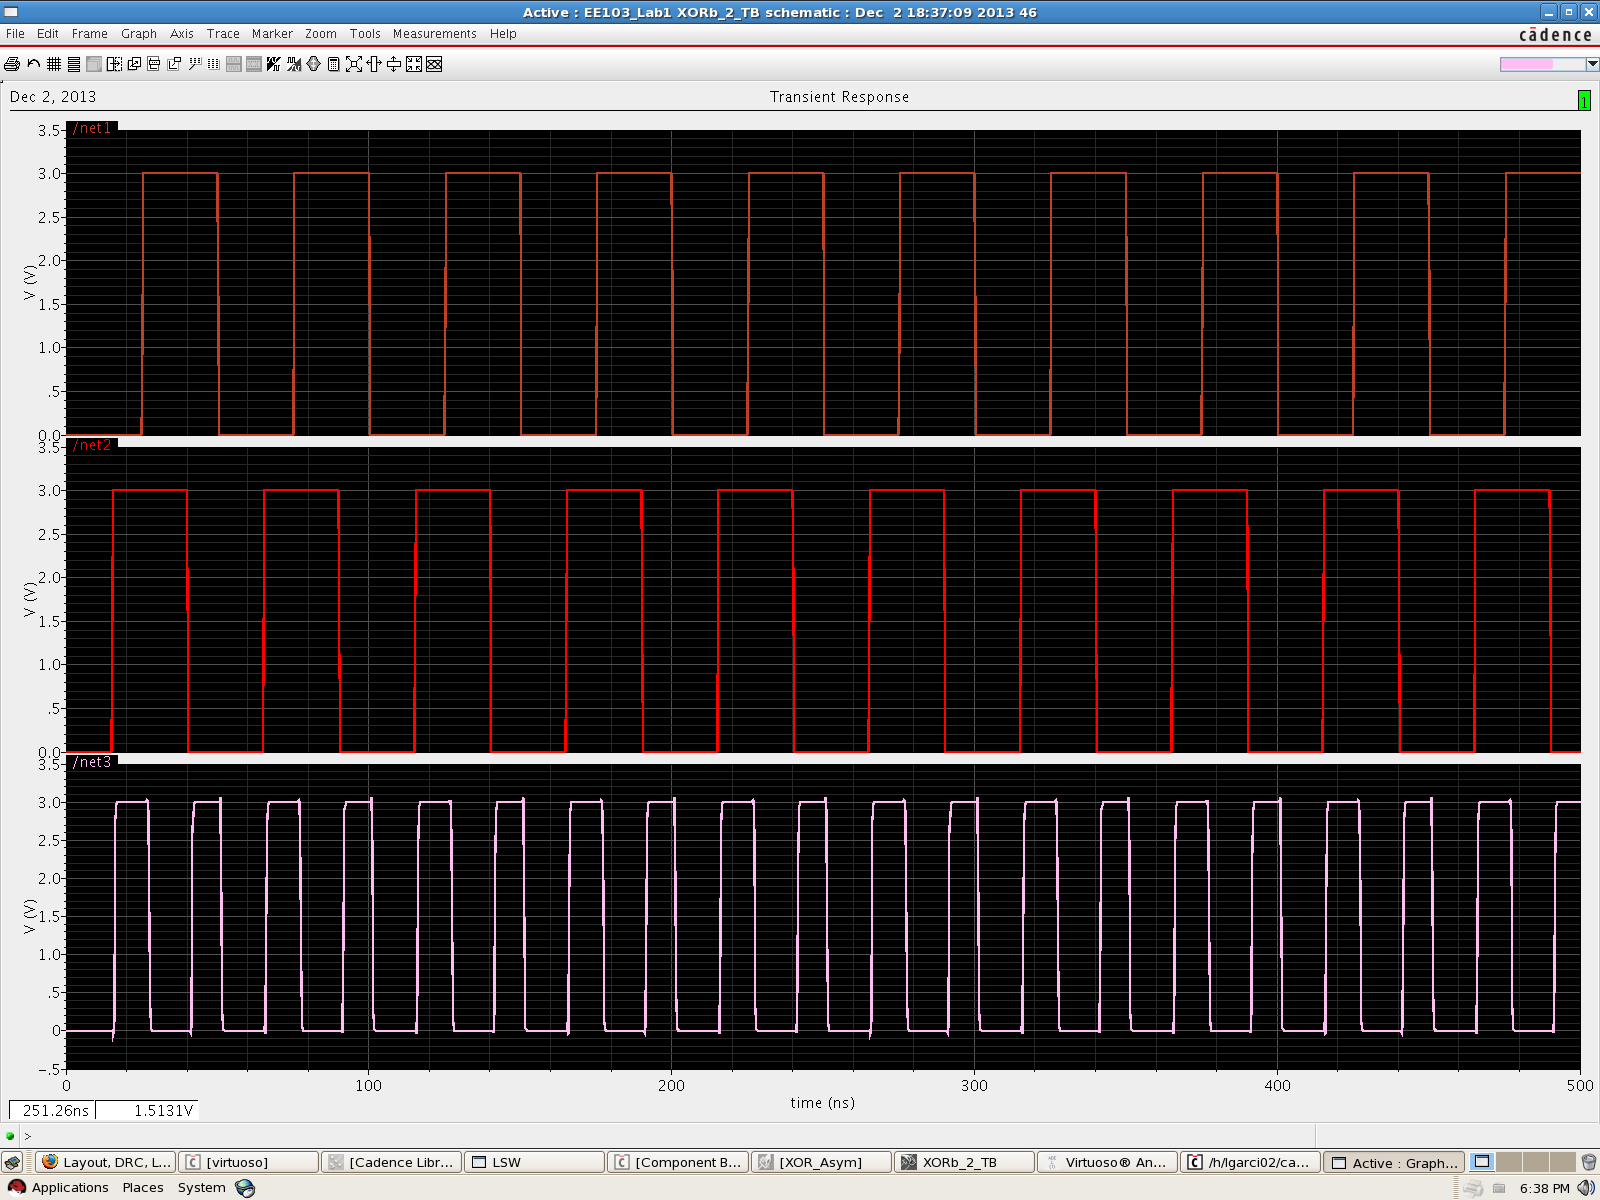 Active : EE103_Lab1 XORb_2_TB schematic : Dec  2 18:37:09 2013 46
File Edit Frame Graph Axis Trace Marker Zoom Tools Measurements Help
cādence
Dec 2, 2013
Transient Response
1
/net1
3.5
3.0
2.5
2.0
1.5
1.0
.5
0.0
V (V)
/net2
3.5
3.0
2.5
2.0
1.5
1.0
.5
0.0
V (V)
/net3
3.5
3.0
2.5
2.0
1.5
1.0
.5
0
-.5
V (V)
0 100 200 300 400 500
time (ns)
251.26ns 1.5131V
>
Layout, DRC, L... [virtuoso] [Cadence Libr... LSW [Component B... [XOR_Asym] XORb_2_TB Virtuoso® An... /h/lgarci02/ca... Active : Graph...
Applications Places System 6:38 PM